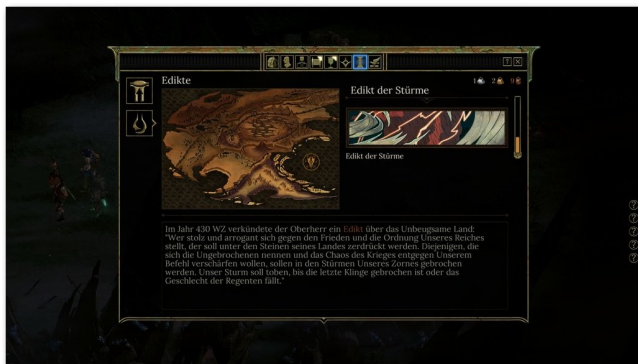 Edikte
1 2 9
Edikt der Stürme
Edikt der Stürme
Im Jahr 430 WZ verkündete der Oberherr ein Edikt über das Unbeugsame Land:
"Wer stolz und arrogant sich gegen den Frieden und die Ordnung Unseres Reiches
stellt, der soll unter den Steinen seines Landes zerdrückt werden. Diejenigen, die
sich die Ungebrochenen nennen und das Chaos des Krieges entgegen Unserem
Befehl verschärfen wollen, sollen in den Stürmen Unseres Zornes gebrochen
werden. Unser Sturm soll toben, bis die letzte Klinge gebrochen ist oder das
Geschlecht der Regenten fällt."